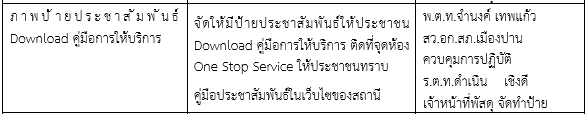 ภาพป้ายประชาสัมพันธ์
Download คู่มือการให้บริการ
จัดให้มีป้ายประชาสัมพันธ์ให้ประชาชน
Download คู่มือการให้บริการ ติดที่จุดห้อง
One Stop Service ให้ประชาชนทราบ
คู่มือประชาสัมพันธ์ในเว็บไซของสถานี
พ.ต.ท.จำนงค์ เทพแก้ว
สว.อก.สภ.เมืองปาน
ควบคุมการปฏิบัติ
ร.ต.ท.ดำเนิน เชิงดี
เจ้าหน้าที่พัสดุ จัดทำป้าย